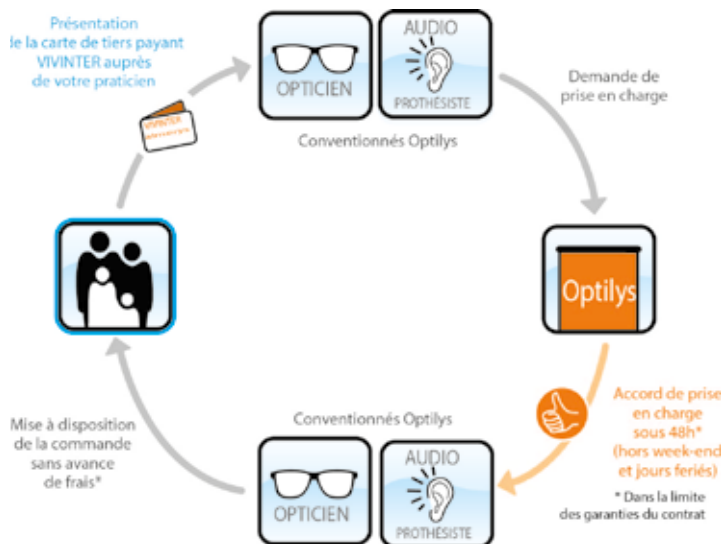 Présentation
de la carte de tiers payant
VIVINTER auprès
de votre praticien
VIVINTER
OPTICIEN
AUDIO
PROTHÉSISTE
Conventionnés Optilys
Demande de
prise en charge
Optilys
Accord de prise
en charge
sous 48h*
(hors week-end
et jours feriés)
* Dans la limite
des garanties du contrat
Conventionnés Optilys
OPTICIEN
AUDIO
PROTHÉSISTE
Mise à disposition
de la commande
sans avance
de frais*